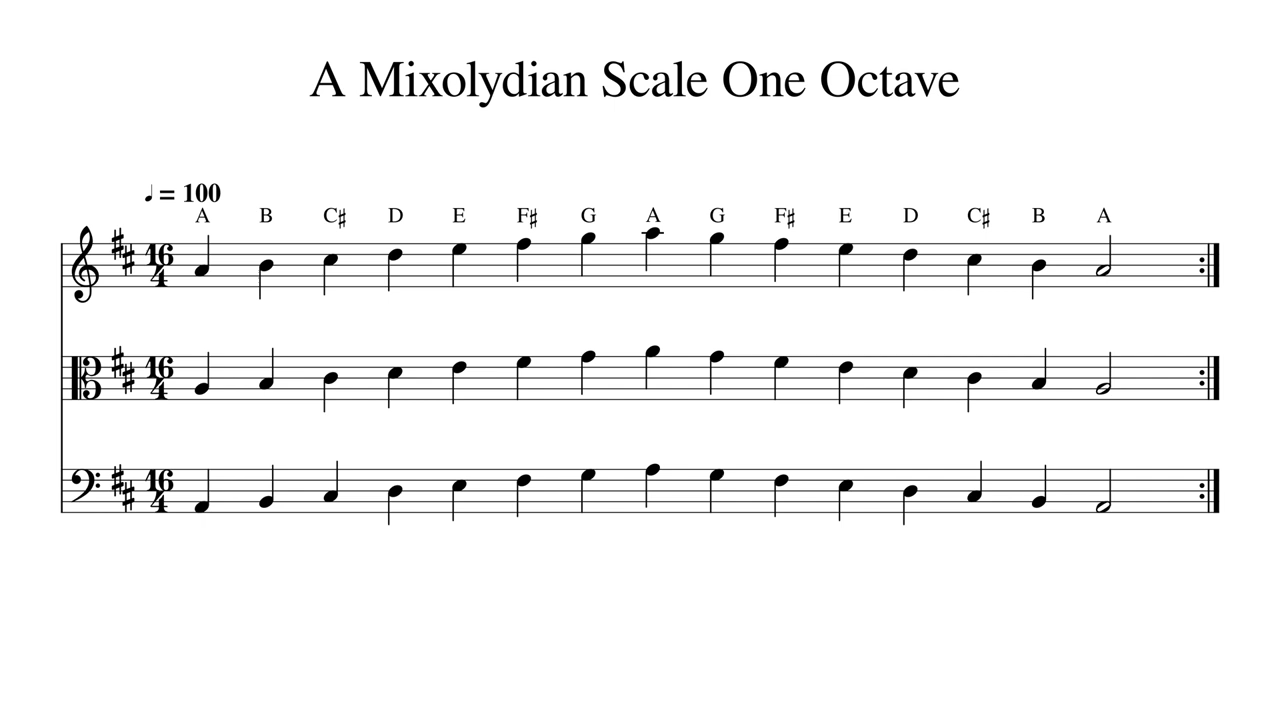 A Mixolydian Scale One Octave
♩ = 100
A B C♯ D E F♯ G A G F♯ E D C♯ B A
16
4
16
4
16
4